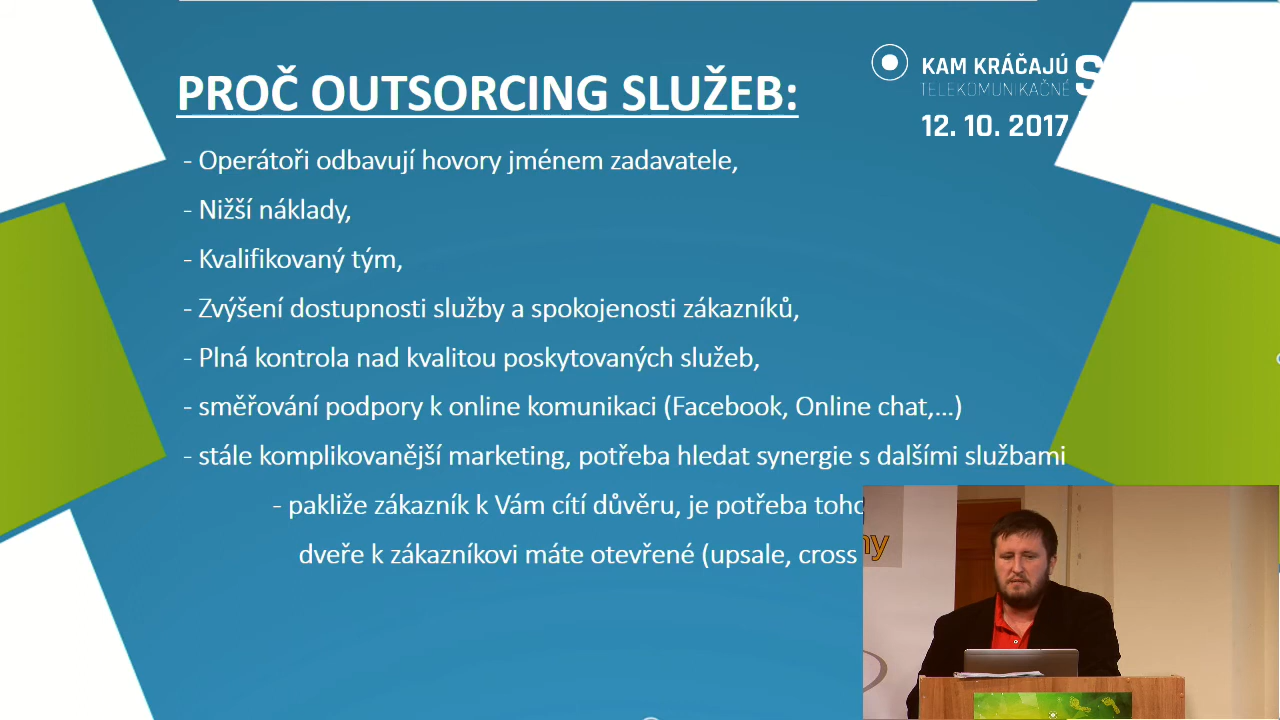 PROČ OUTSORCING SLUŽEB:
KAM KRÁČAJÚ
TELEKOMUNIKAČNÉ
12. 10. 2017
- Operátoři odbavují hovory jménem zadavatele,
- Nižší náklady,
- Kvalifikovaný tým,
- Zvýšení dostupnosti služby a spokojenosti zákazníků,
- Plná kontrola nad kvalitou poskytovaných služeb,
- směřování podpory k online komunikaci (Facebook, Online chat,...)
- stále komplikovanější marketing, potřeba hledat synergie s dalšími službami
- pakliže zákazník k Vám cítí důvěru, je potřeba
dveře k zákazníkovi máte otevřené (upsale, cross